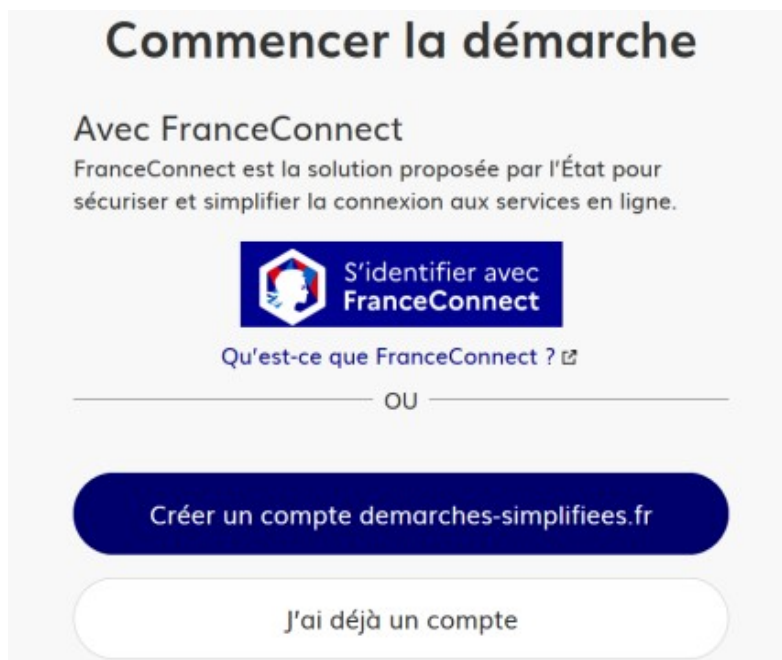 Commencer la démarche
Avec FranceConnect
FranceConnect est la solution proposée par l'État pour
sécuriser et simplifier la connexion aux services en ligne.
S'identifier avec
FranceConnect
Qu'est-ce que FranceConnect ?
OU
Créer un compte demarches-simplifiees.fr
J'ai déjà un compte